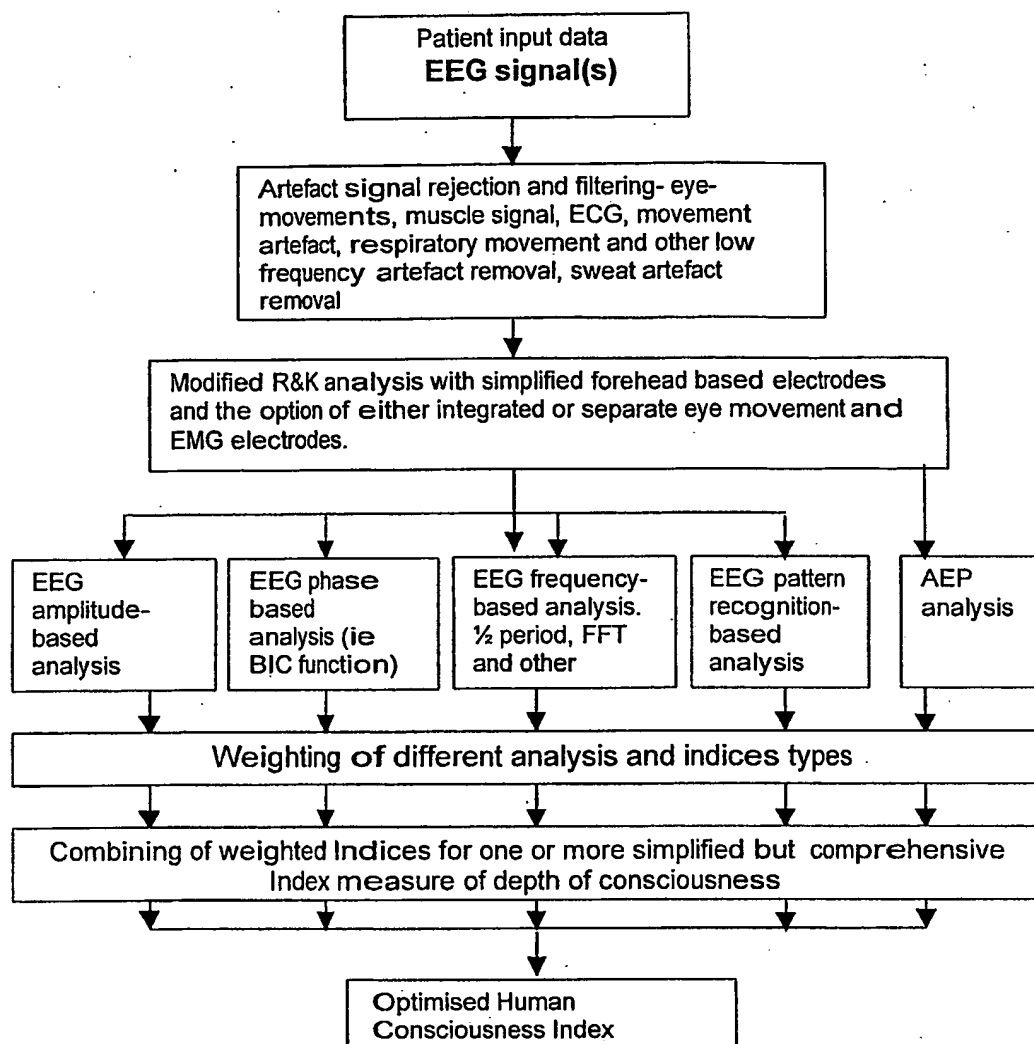 Patient input data
EEG signal(s)
Artefact signal rejection and filtering- eye-
movements, muscle signal, ECG, movement
artefact, respiratory movement and other low
frequency artefact removal, sweat artefact
removal
Modified R&K analysis with simplified forehead based electrodes
and the option of either integrated or separate eye movement and
EMG electrodes.
EEG
amplitude-
based
analysis
EEG phase
based
analysis (ie
BIC function)
EEG frequency-
based analysis.
½ period, FFT
and other
EEG pattern
recognition-
based
analysis
AEP
analysis
Weighting of different analysis and indices types
Combining of weighted Indices for one or more simplified but comprehensive
Index measure of depth of consciousness
Optimised Human
Consciousness Index